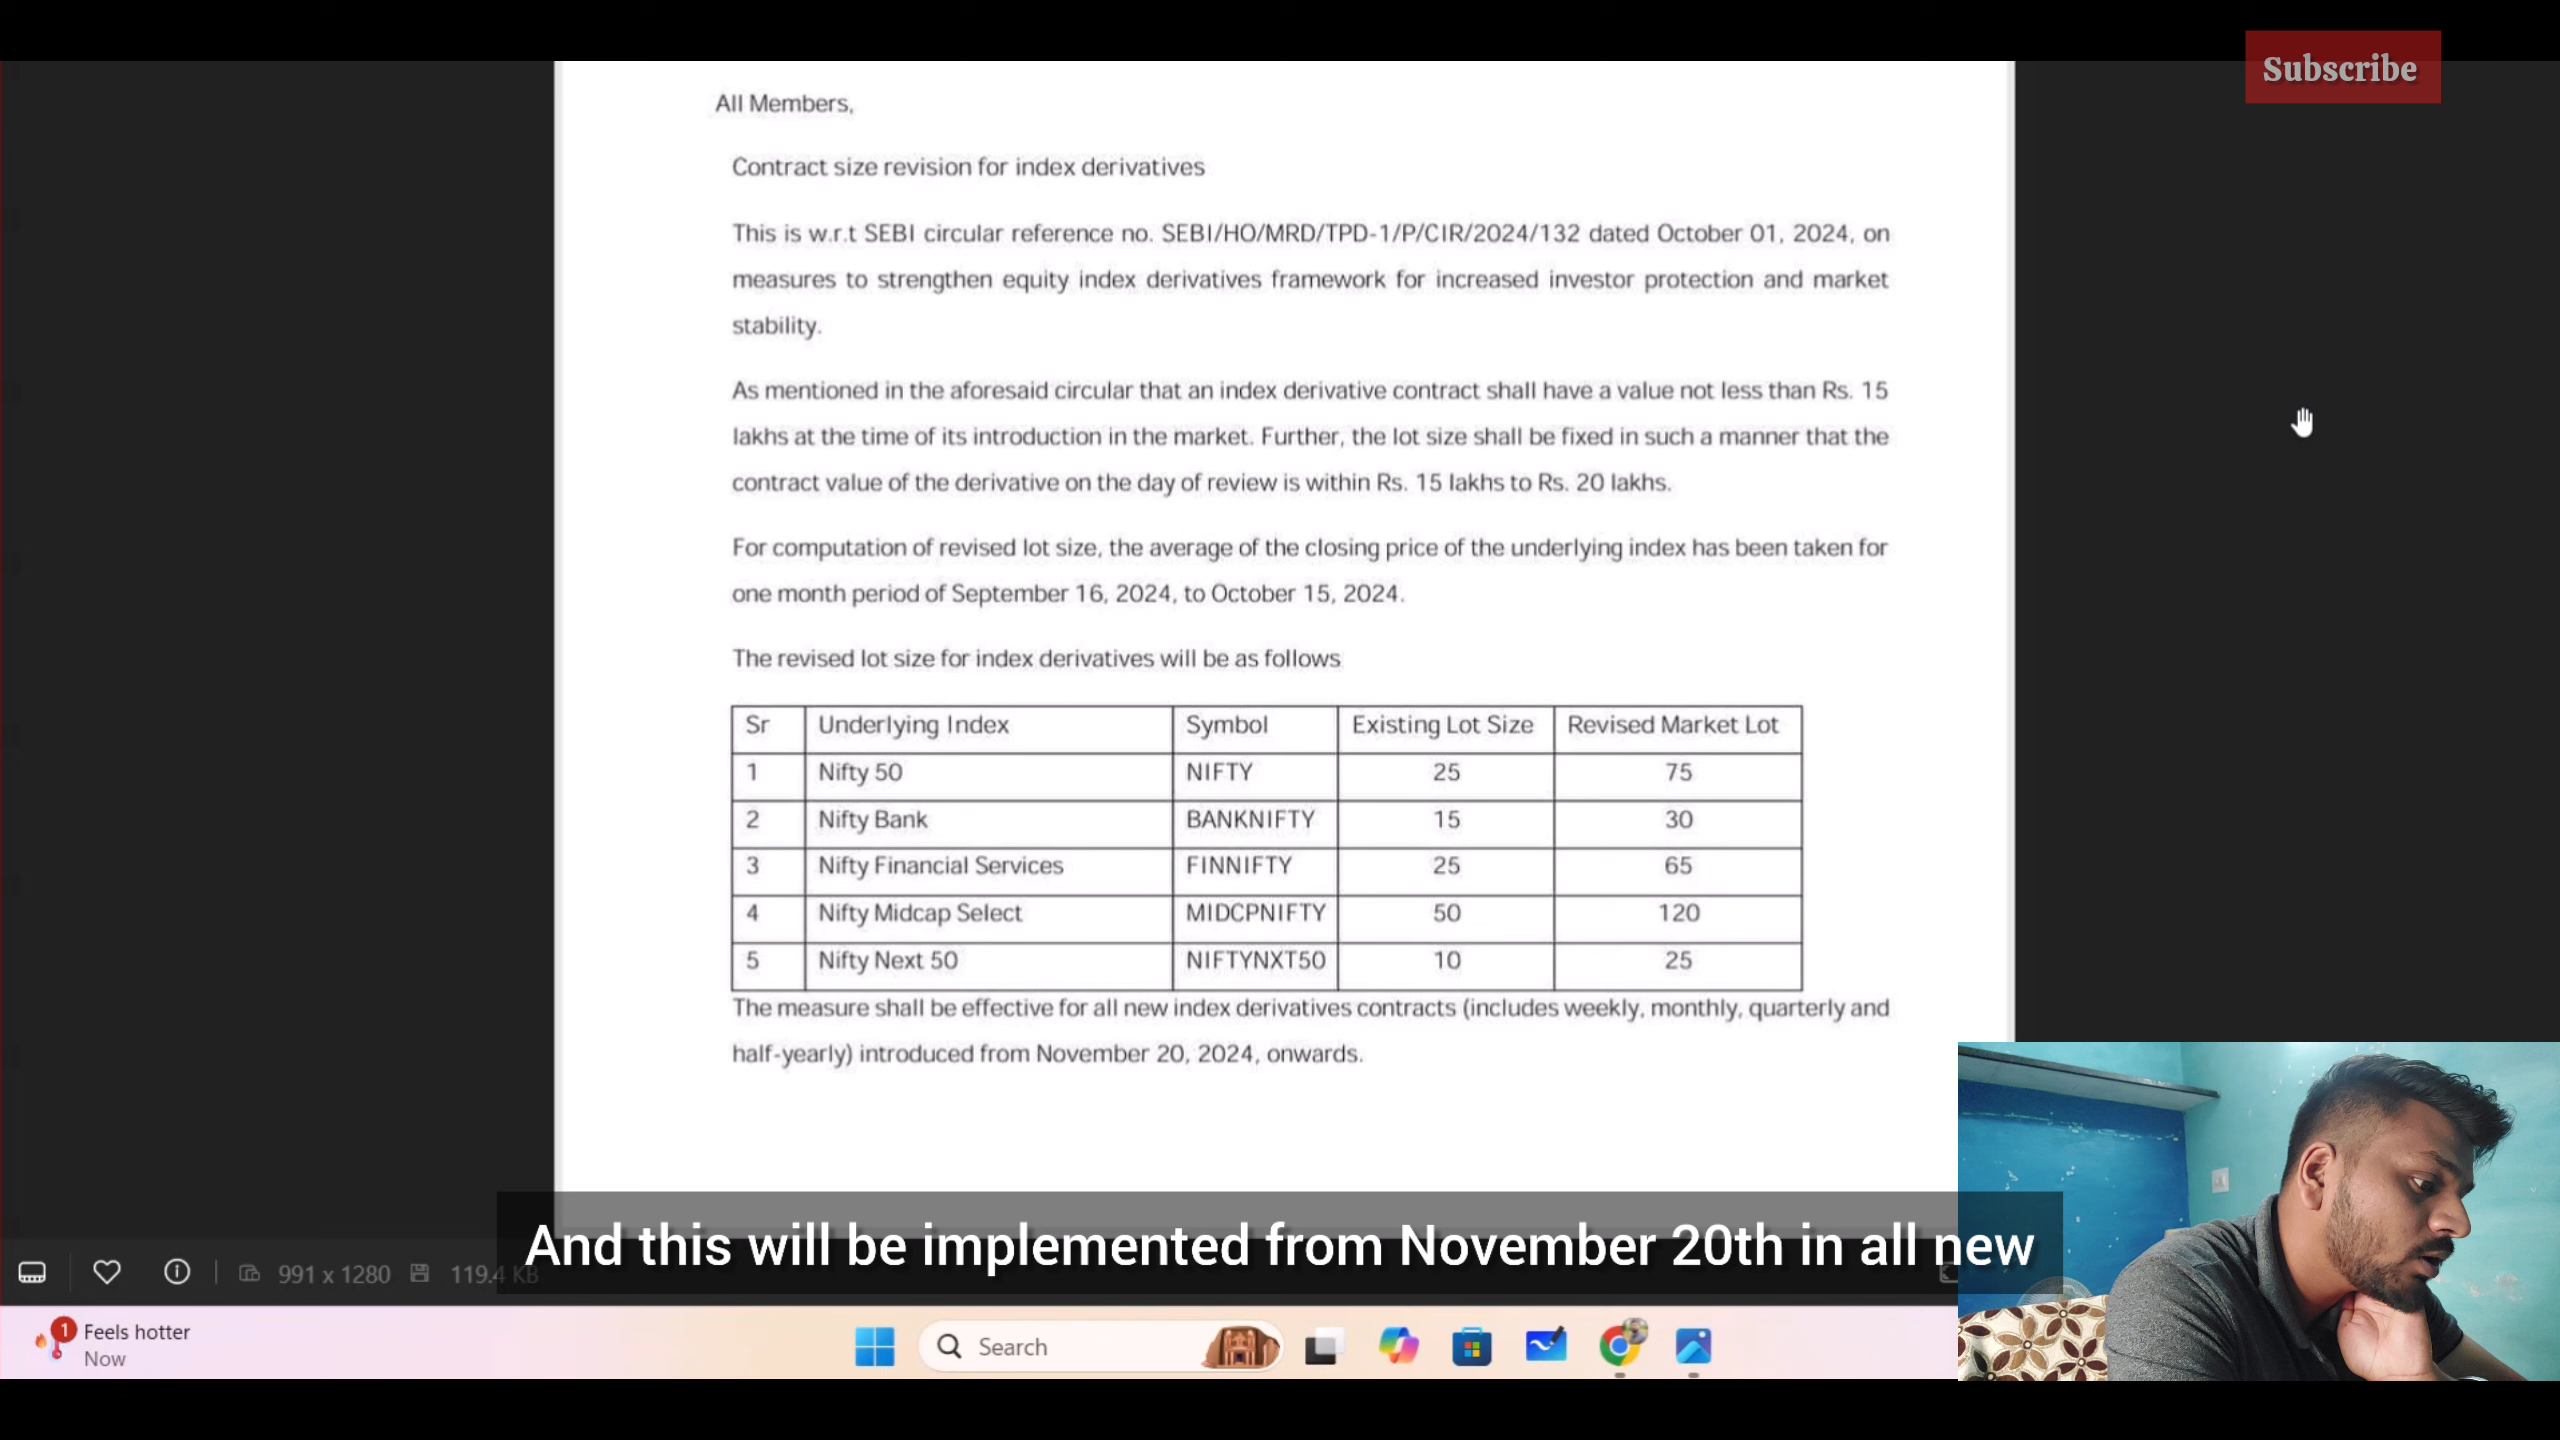 Subscribe
All Members,
Contract size revision for index derivatives
This is w.r.t SEBI circular reference no. SEBI/HO/MRD/TPD-1/P/CIR/2024/132 dated October 01, 2024, on
measures to strengthen equity index derivatives framework for increased investor protection and market
stability.
As mentioned in the aforesaid circular that an index derivative contract shall have a value not less than Rs. 15
lakhs at the time of its introduction in the market. Further, the lot size shall be fixed in such a manner that the
contract value of the derivative on the day of review is within Rs. 15 lakhs to Rs. 20 lakhs.
For computation of revised lot size, the average of the closing price of the underlying index has been taken for
one month period of September 16, 2024, to October 15, 2024.
The revised lot size for index derivatives will be as follows
Sr Underlying Index Symbol Existing Lot Size Revised Market Lot
1 Nifty 50 NIFTY 25 75
2 Nifty Bank BANKNIFTY 15 30
3 Nifty Financial Services FINNIFTY 25 65
4 Nifty Midcap Select MIDCPNIFTY 50 120
5 Nifty Next 50 NIFTYNXT50 10 25
The measure shall be effective for all new index derivatives contracts (includes weekly, monthly, quarterly and
half-yearly) introduced from November 20, 2024, onwards.
And this will be implemented from November 20th in all new
991 x 1280 119.4 KB
1 Feels hotter
Now
Search